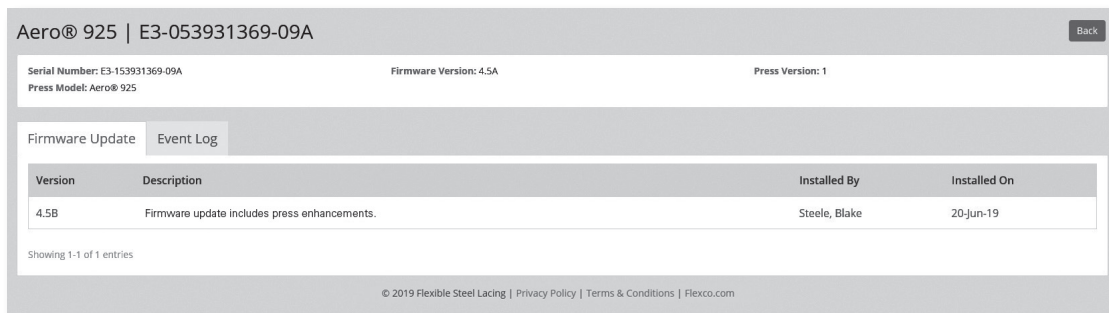 Aero® 925 | E3-053931369-09A
Back
Serial Number: E3-153931369-09A Firmware Version: 4.5A Press Version: 1
Press Model: Aero® 925
Firmware Update Event Log
Version Description Installed By Installed On
4.5B Firmware update includes press enhancements. Steele, Blake 20-Jun-19
Showing 1-1 of 1 entries
© 2019 Flexible Steel Lacing | Privacy Policy | Terms & Conditions | Flexco.com